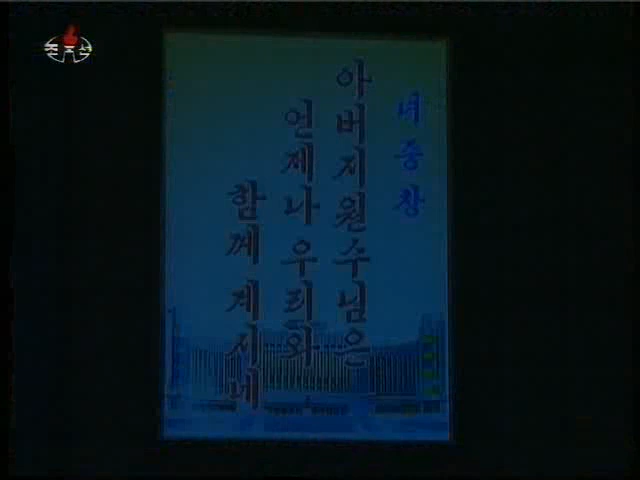 조선
녀중창
아버지원수님은
언제나 우리와
함께 계시네